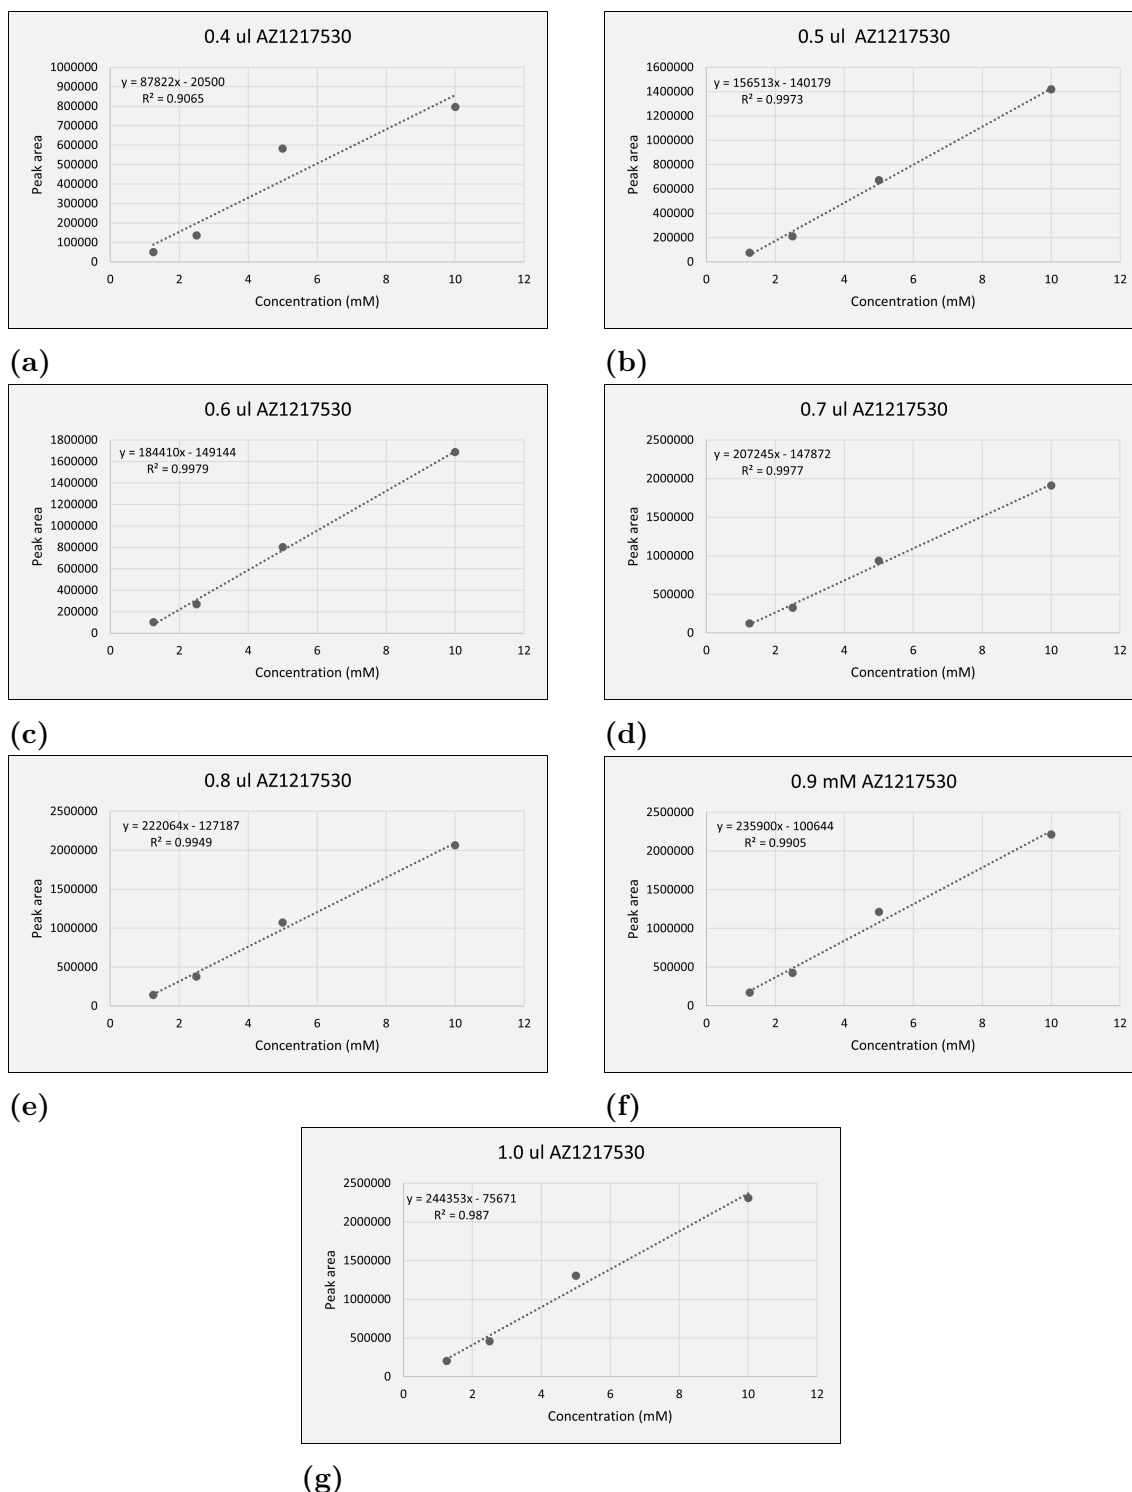 0.4 ul AZ1217530
y = 87822x - 20500
R² = 0.9065
1000000
900000
800000
700000
600000
500000
400000
300000
200000
100000
0
Peak area
0 2 4 6 8 10 12
Concentration (mM)
(a)
0.5 ul AZ1217530
y = 156513x - 140179
R² = 0.9973
1600000
1400000
1200000
1000000
800000
600000
400000
200000
0
Peak area
0 2 4 6 8 10 12
Concentration (mM)
(b)
0.6 ul AZ1217530
y = 184410x - 149144
R² = 0.9979
1800000
1600000
1400000
1200000
1000000
800000
600000
400000
200000
0
Peak area
0 2 4 6 8 10 12
Concentration (mM)
(c)
0.7 ul AZ1217530
y = 207245x - 147872
R² = 0.9977
2500000
2000000
1500000
1000000
500000
0
Peak area
0 2 4 6 8 10 12
Concentration (mM)
(d)
0.8 ul AZ1217530
y = 222064x - 127187
R² = 0.9949
2500000
2000000
1500000
1000000
500000
0
Peak area
0 2 4 6 8 10 12
Concentration (mM)
(e)
0.9 mM AZ1217530
y = 235900x - 100644
R² = 0.9905
2500000
2000000
1500000
1000000
500000
0
Peak area
0 2 4 6 8 10 12
Concentration (mM)
(f)
1.0 ul AZ1217530
y = 244353x - 75671
R² = 0.987
2500000
2000000
1500000
1000000
500000
0
Peak area
0 2 4 6 8 10 12
Concentration (mM)
(g)